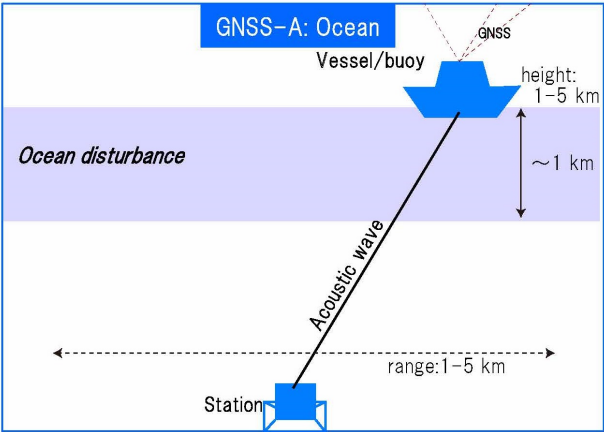 GNSS-A: Ocean
GNSS
Vessel/buoy
height:
1-5 km
Ocean disturbance
~1 km
Acoustic wave
range:1-5 km
Station